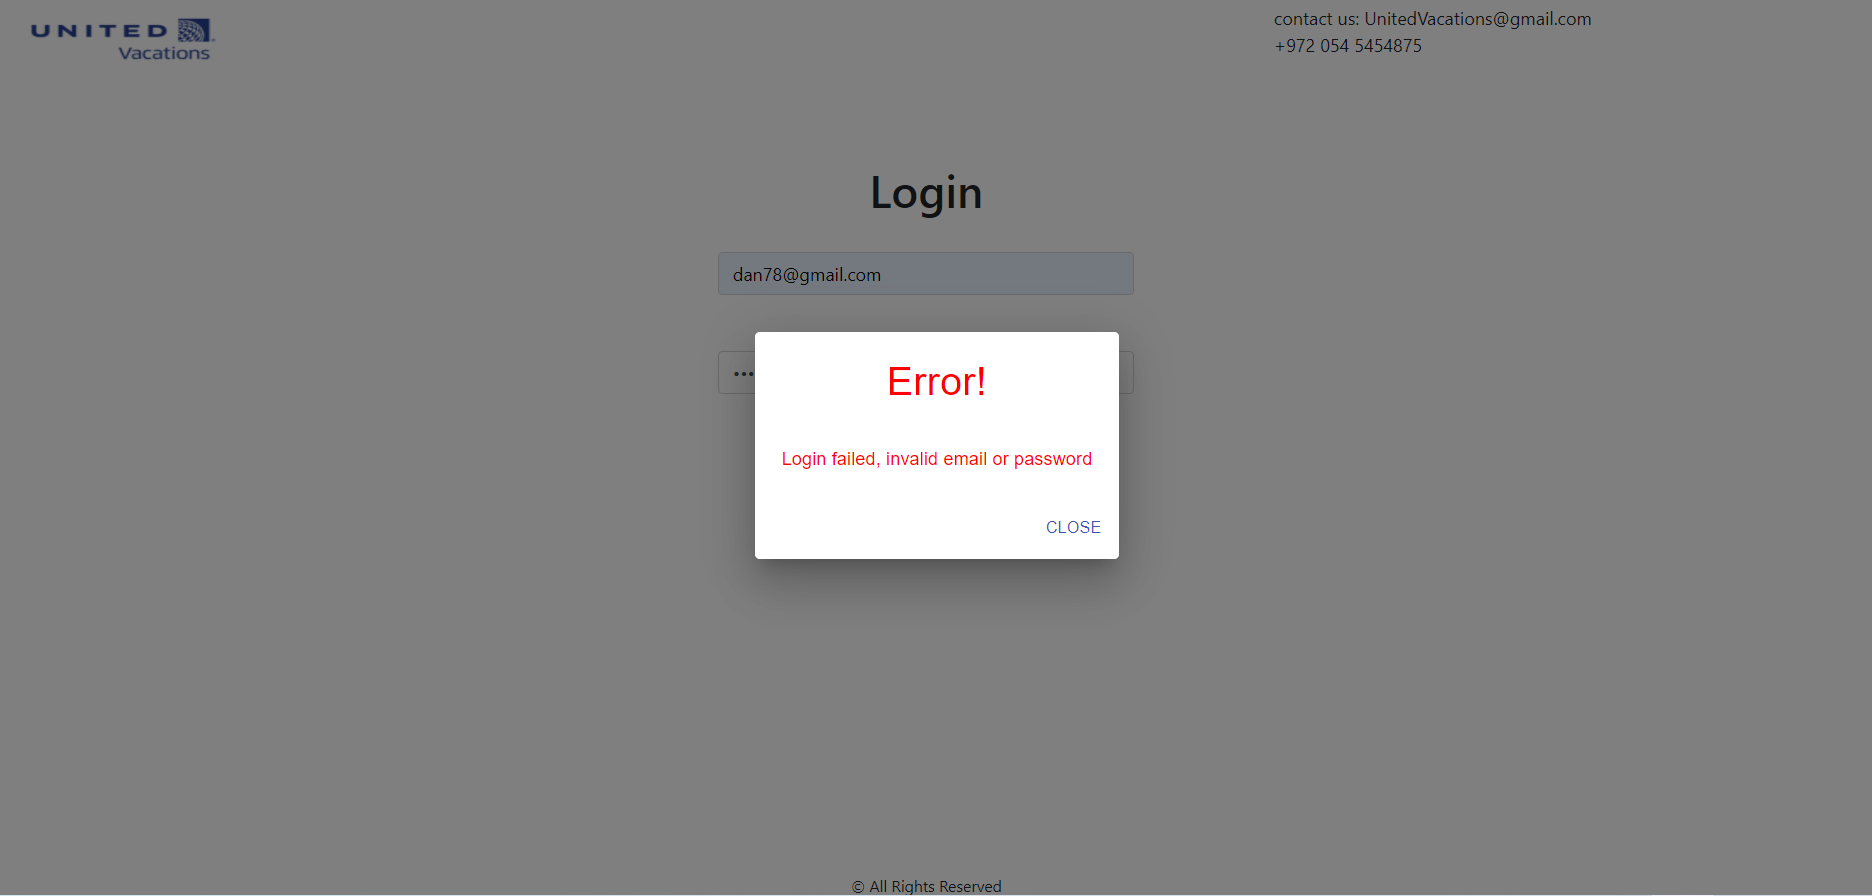 UNITED
Vacations
contact us: UnitedVacations@gmail.com
+972 054 5454875
Login
dan78@gmail.com
Error!
Login failed, invalid email or password
CLOSE
© All Rights Reserved